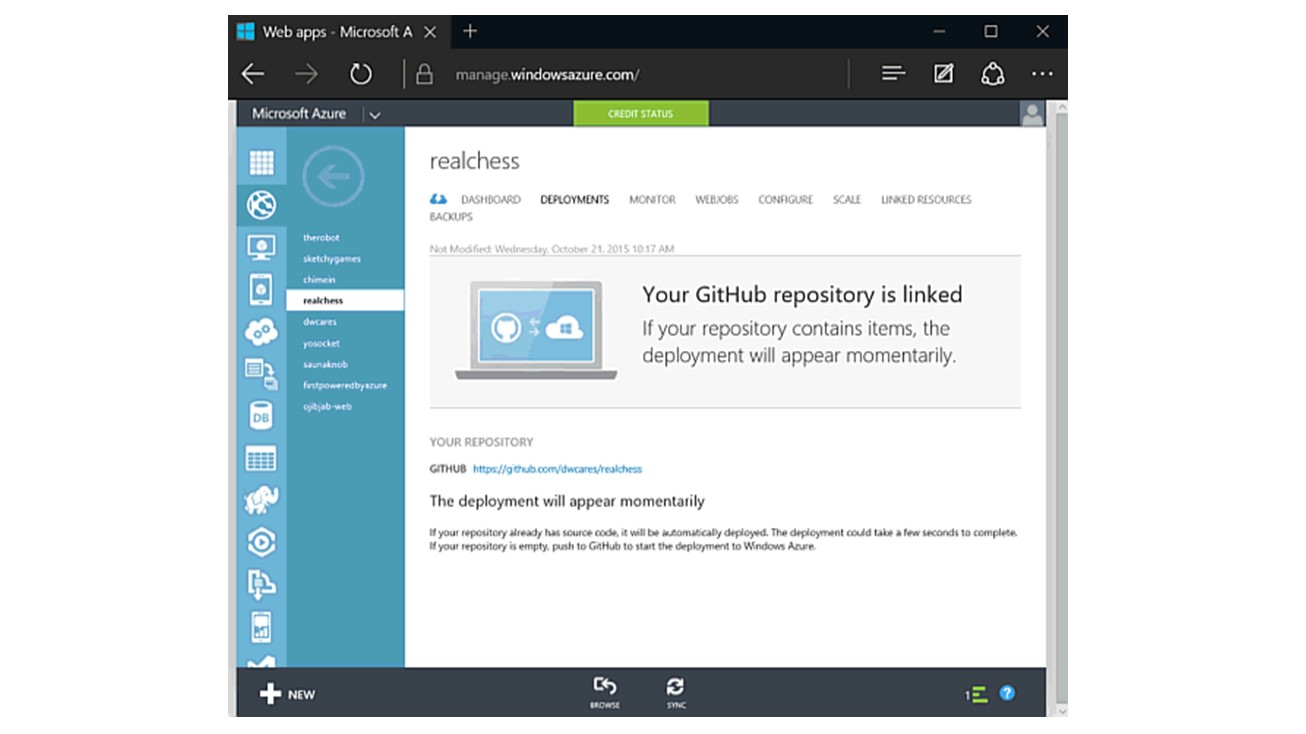 Web apps - Microsoft A
manage.windowsazure.com/
Microsoft Azure
CREDIT STATUS
realchess
DASHBOARD DEPLOYMENTS MONITOR WEBJOBS CONFIGURE SCALE LINKED RESOURCES
BACKUPS
Not Modified: Wednesday, October 21, 2015 10:17 AM
therobot
sketchygames
chimein
realchess
dwcares
yosocket
saunaknob
firstpoweredbyazure
ojibjab-web
DB
Your GitHub repository is linked
If your repository contains items, the
deployment will appear momentarily.
YOUR REPOSITORY
GITHUB https://github.com/dwcares/realchess
The deployment will appear momentarily
If your repository already has source code, it will be automatically deployed. The deployment could take a few seconds to complete.
If your repository is empty, push to GitHub to start the deployment to Windows Azure.
NEW
BROWSE
SYNC
1
?